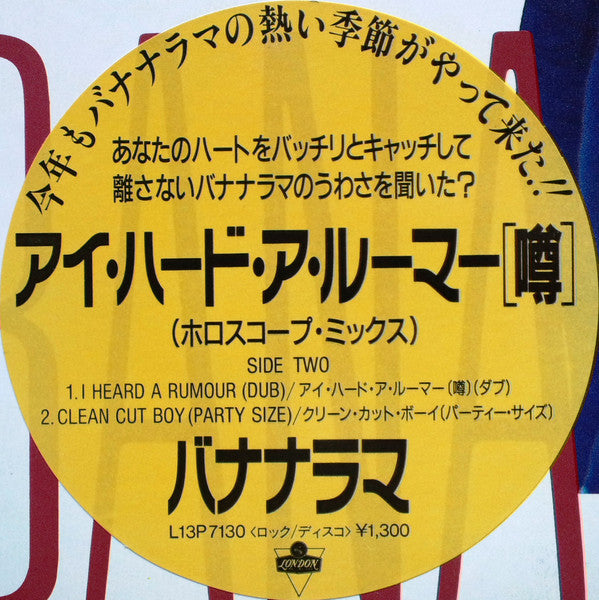 今年もバナナラマの熱い季節がやって来た!!
あなたのハートをバッチリとキャッチして
離さないバナナラマのうわさを聞いた?
アイ・ハード・ア・ルーマー[噂]
(ホロスコープ・ミックス)
SIDE TWO
1. I HEARD A RUMOUR (DUB)/アイ・ハード・ア・ルーマー(噂)(ダブ)
2. CLEAN CUT BOY (PARTY SIZE)/クリーン・カット・ボーイ(パーティー・サイズ)
バナナラマ
L13P7130〈ロック/ディスコ〉¥1,300
LONDON